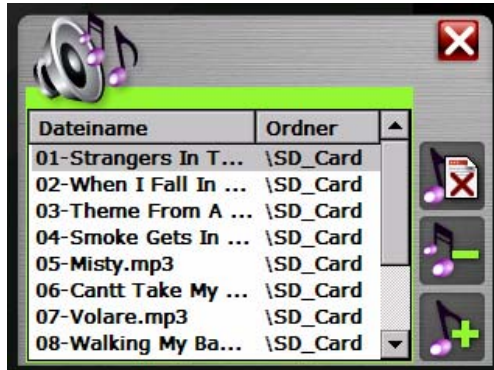 Dateiname Ordner
01-Strangers In T... \SD_Card
02-When I Fall In ... \SD_Card
03-Theme From A ... \SD_Card
04-Smoke Gets In ... \SD_Card
05-Misty.mp3 \SD_Card
06-Cantt Take My ... \SD_Card
07-Volare.mp3 \SD_Card
08-Walking My Ba... \SD_Card